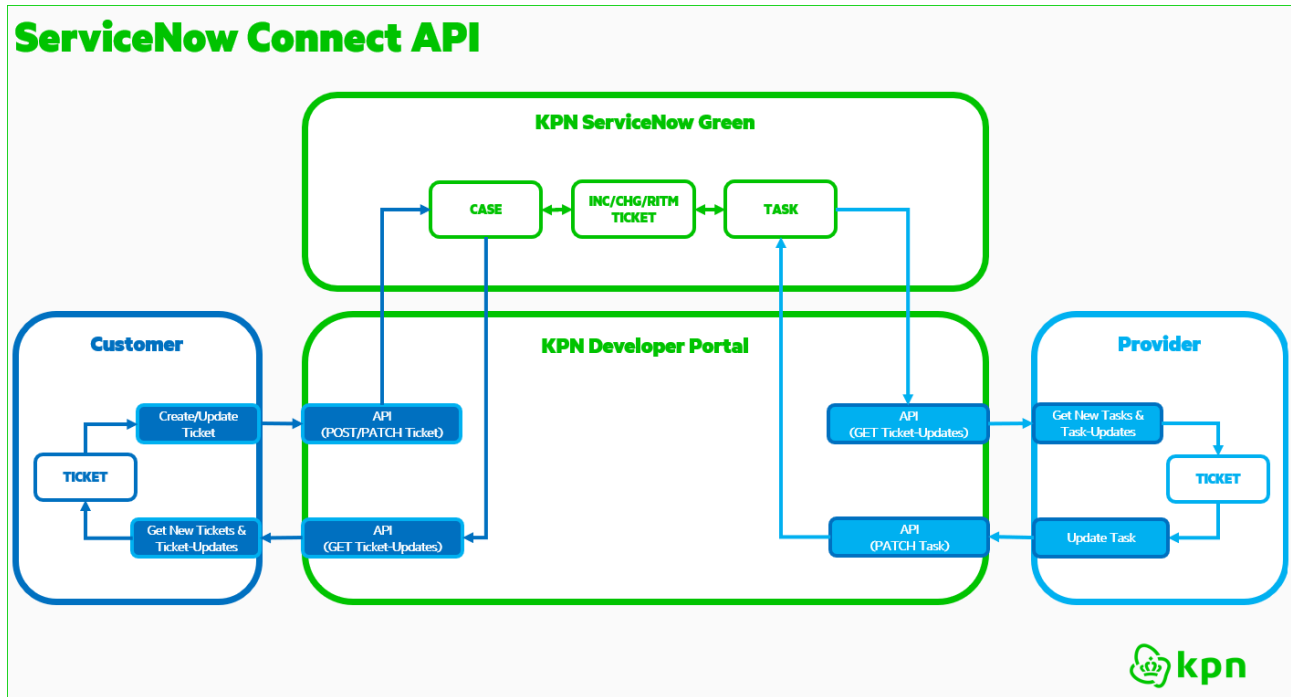 ServiceNow Connect API
KPN ServiceNow Green
CASE
INC/CHG/RITM
TICKET
TASK
Customer
Create/Update
Ticket
TICKET
Get New Tickets &
Ticket-Updates
KPN Developer Portal
API
(POST/PATCH Ticket)
API
(GET Ticket-Updates)
API
(GET Ticket-Updates)
API
(PATCH Task)
Provider
Get New Tasks &
Task-Updates
TICKET
Update Task
kpn